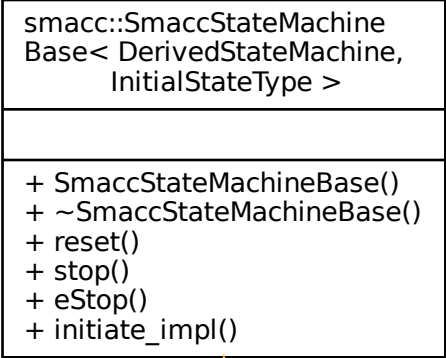 smacc::SmaccStateMachine
Base< DerivedStateMachine,
InitialStateType >
+ SmaccStateMachineBase()
+ ~SmaccStateMachineBase()
+ reset()
+ stop()
+ eStop()
+ initiate_impl()